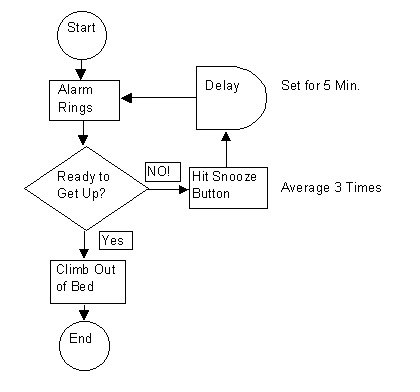 Start
Alarm
Rings
Delay
Set for 5 Min.
Ready to
Get Up?
NO!
Hit Snooze
Button
Average 3 Times
Yes
Climb Out
of Bed
End